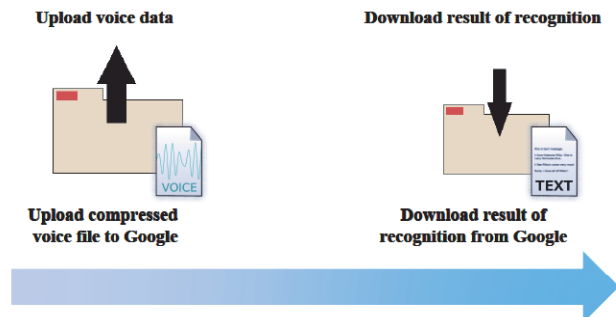 Upload voice data
Download result of recognition
VOICE
TEXT
Upload compressed
voice file to Google
Download result of
recognition from Google